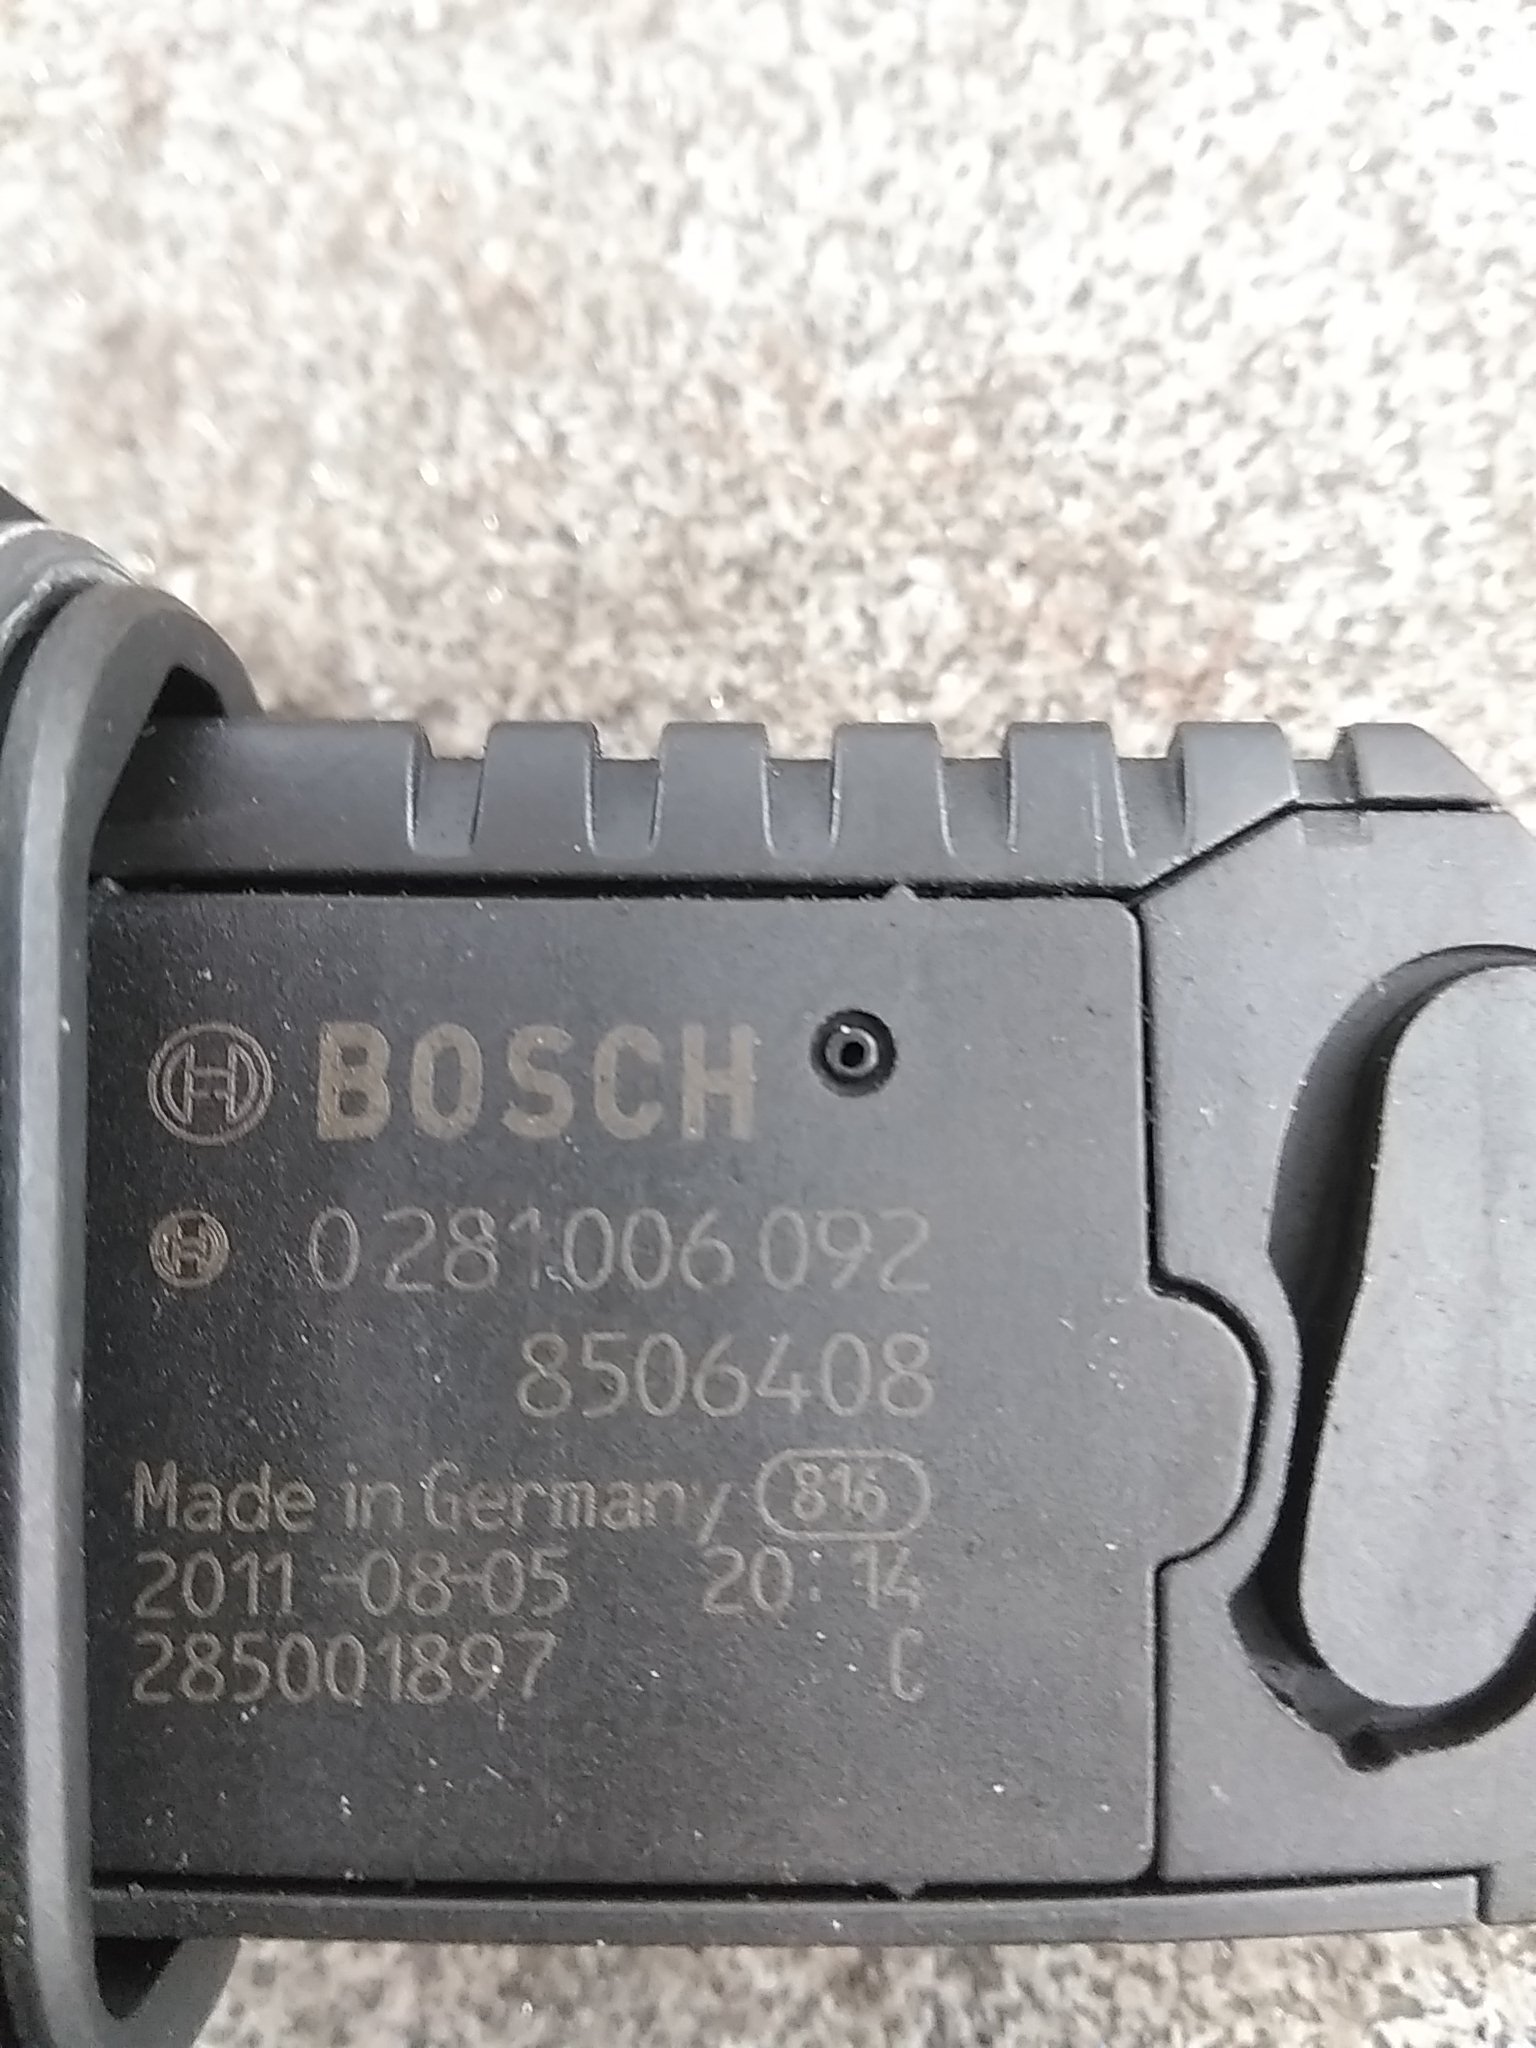 BOSCH
0 281 006 092
8506408
Made in Germany 816
2011-08-05 20:14
285001897 C